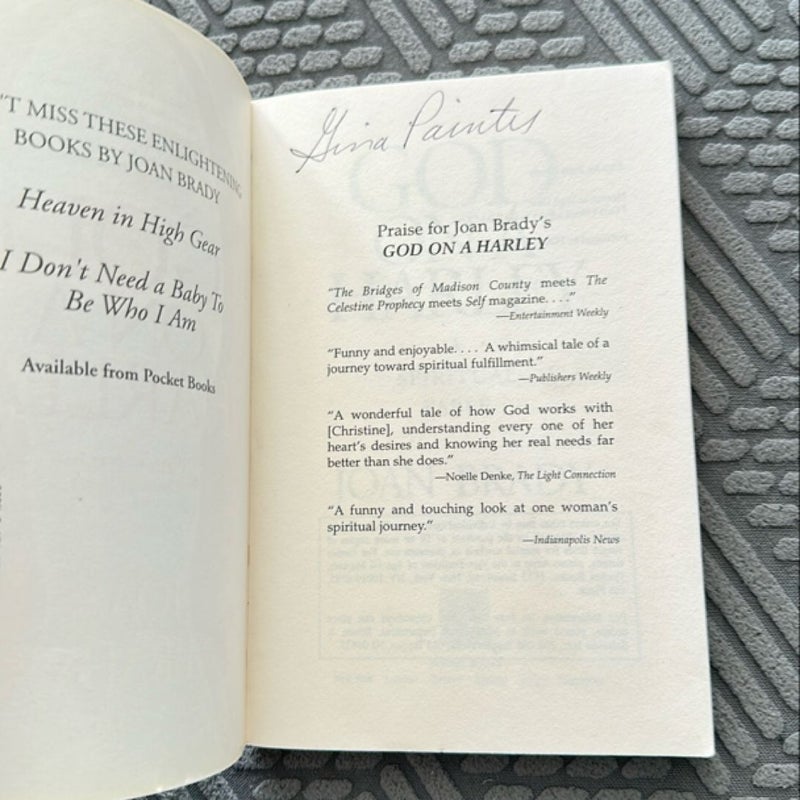 'T MISS THESE ENLIGHTENING
BOOKS BY JOAN BRADY
Heaven in High Gear
I Don't Need a Baby To
Be Who I Am
Available from Pocket Books
Gina Painter
Praise for Joan Brady's
GOD ON A HARLEY
"The Bridges of Madison County meets The
Celestine Prophecy meets Self magazine. . . ."
—Entertainment Weekly
"Funny and enjoyable. . . . A whimsical tale of a
journey toward spiritual fulfillment."
—Publishers Weekly
"A wonderful tale of how God works with
[Christine], understanding every one of her
heart's desires and knowing her real needs far
better than she does."
—Noelle Denke, The Light Connection
"A funny and touching look at one woman's
spiritual journey."
—Indianapolis News